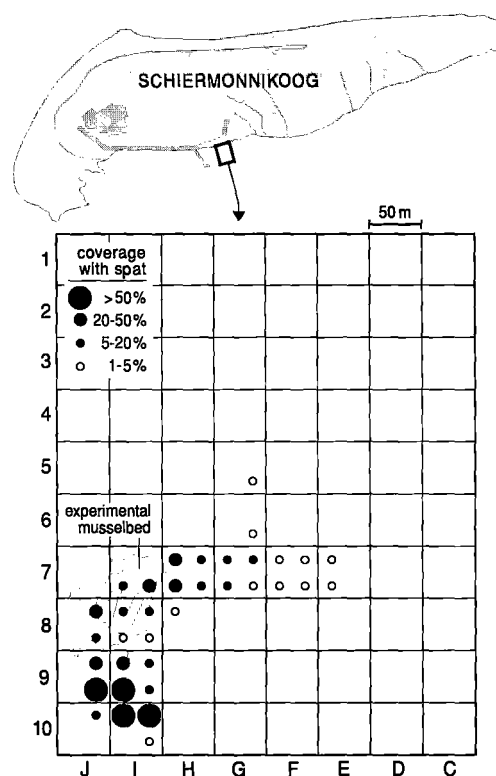 SCHIERMONNIKOOG
50 m
coverage
with spat
>50%
20-50%
5-20%
1-5%
1
2
3
4
5
6
experimental
musselbed
7
8
9
10
J I H G F E D C